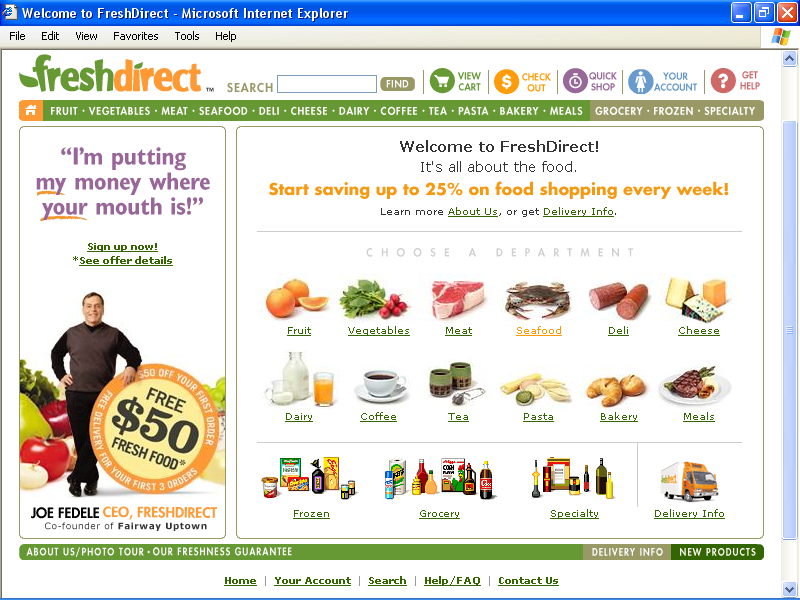 Welcome to FreshDirect - Microsoft Internet Explorer
File Edit View Favorites Tools Help
freshdirect TM
SEARCH FIND
VIEW CART
CHECK OUT
QUICK SHOP
YOUR ACCOUNT
GET HELP
FRUIT · VEGETABLES · MEAT · SEAFOOD · DELI · CHEESE · DAIRY · COFFEE · TEA · PASTA · BAKERY · MEALS GROCERY · FROZEN · SPECIALTY
“I'm putting
my money where
your mouth is!”
Sign up now!
*See offer details
$50 OFF YOUR FIRST ORDER
FREE DELIVERY FOR YOUR FIRST 3 ORDERS
FREE
$50
FRESH FOOD*
JOE FEDELE CEO, FRESHDIRECT
Co-founder of Fairway Uptown
Welcome to FreshDirect!
It's all about the food.
Start saving up to 25% on food shopping every week!
Learn more About Us, or get Delivery Info.
CHOOSE A DEPARTMENT
Fruit Vegetables Meat Seafood Deli Cheese
Dairy Coffee Tea Pasta Bakery Meals
Frozen Grocery Specialty Delivery Info
ABOUT US/PHOTO TOUR · OUR FRESHNESS GUARANTEE DELIVERY INFO NEW PRODUCTS
Home | Your Account | Search | Help/FAQ | Contact Us